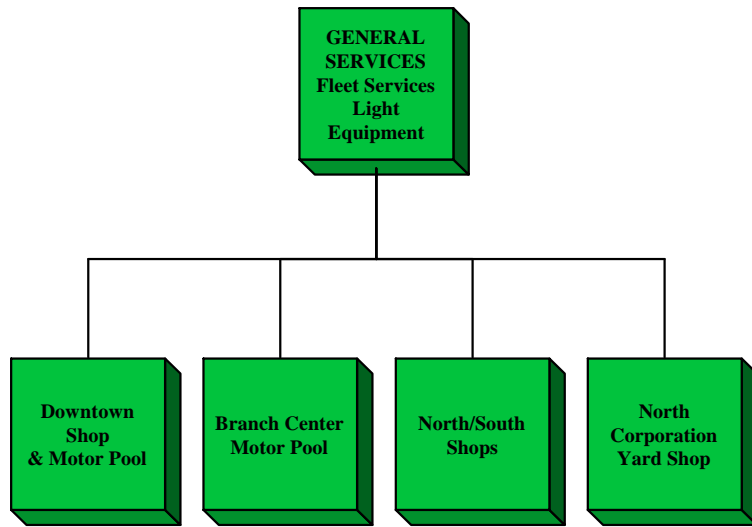 GENERAL
SERVICES
Fleet Services
Light
Equipment
Downtown
Shop
& Motor Pool
Branch Center
Motor Pool
North/South
Shops
North
Corporation
Yard Shop